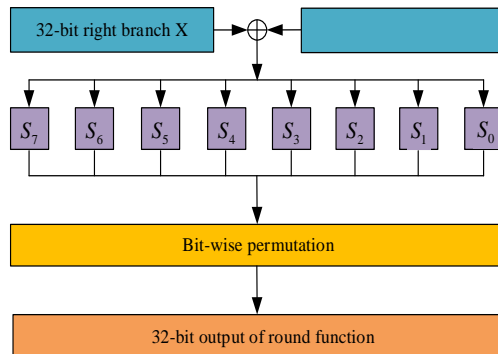 32-bit right branch X
S7 S6 S5 S4 S3 S2 S1 S0
Bit-wise permutation
32-bit output of round function